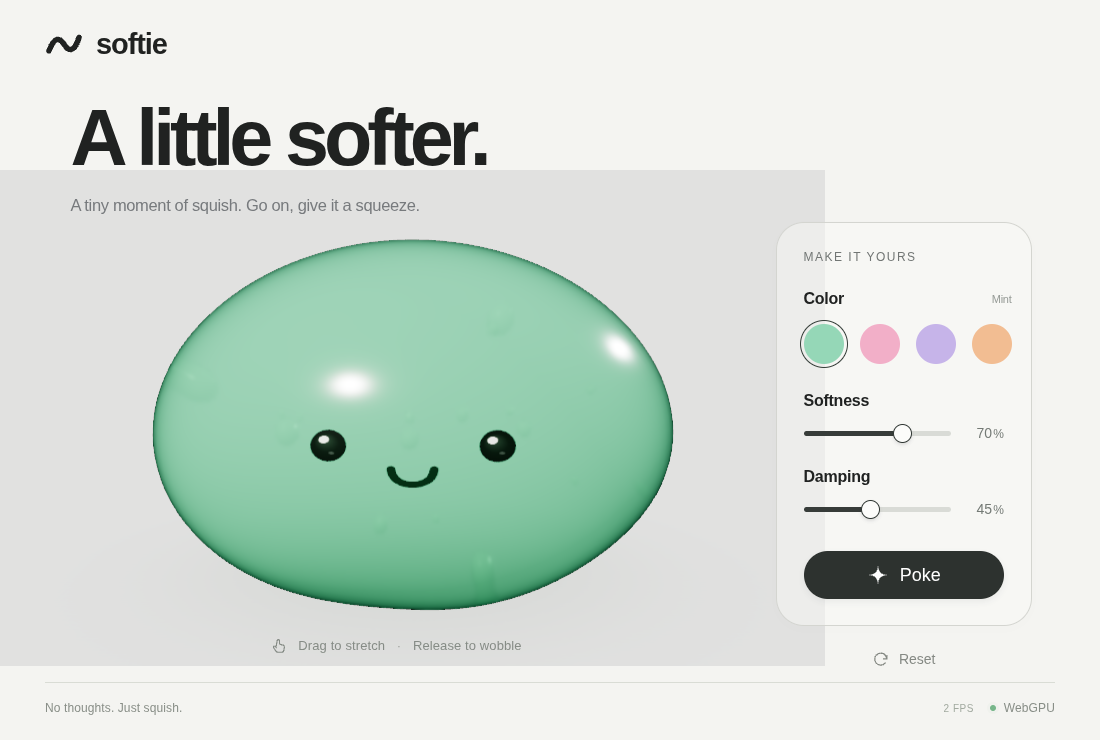 softie
A little softer.
A tiny moment of squish. Go on, give it a squeeze.
MAKE IT YOURS
Color Mint
Softness
70%
Damping
45%
Poke
Drag to stretch · Release to wobble
Reset
No thoughts. Just squish.
2 FPS WebGPU